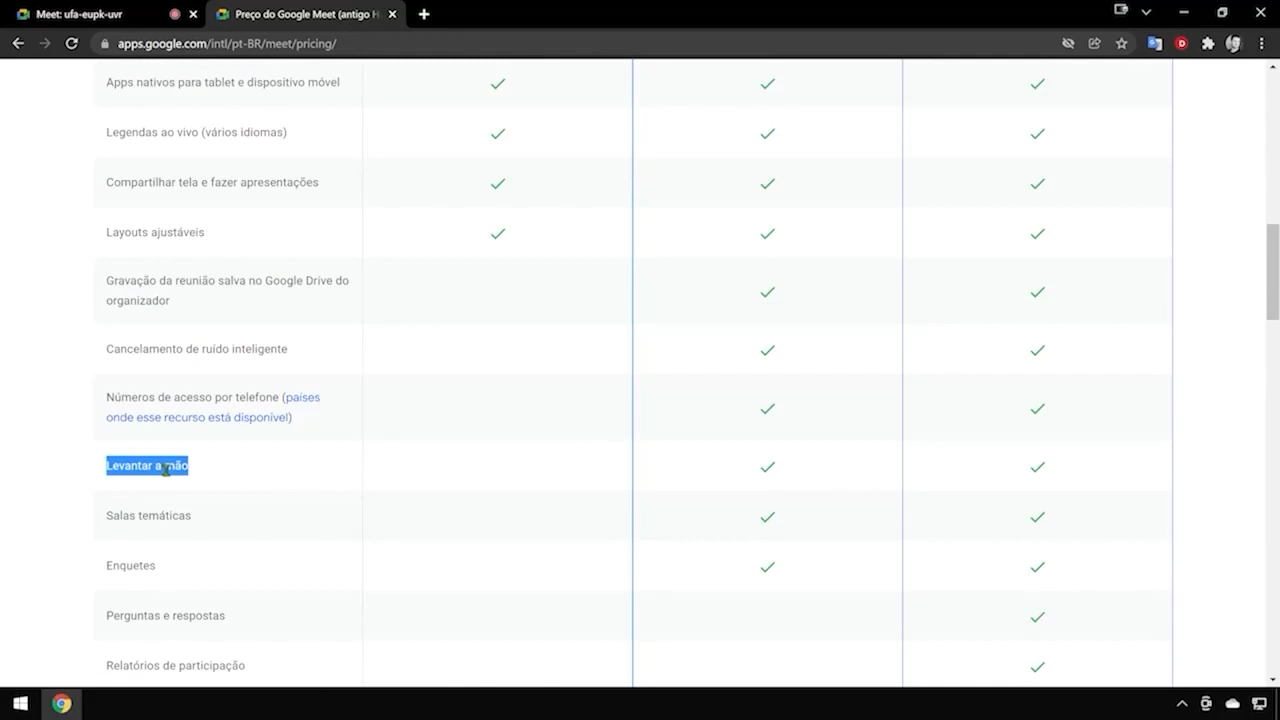 Meet: ufa-eupk-uvr
Preço do Google Meet (antigo H
apps.google.com/intl/pt-BR/meet/pricing/
Apps nativos para tablet e dispositivo móvel
Legendas ao vivo (vários idiomas)
Compartilhar tela e fazer apresentações
Layouts ajustáveis
Gravação da reunião salva no Google Drive do
organizador
Cancelamento de ruído inteligente
Números de acesso por telefone (países
onde esse recurso está disponível)
Levantar a mão
Salas temáticas
Enquetes
Perguntas e respostas
Relatórios de participação